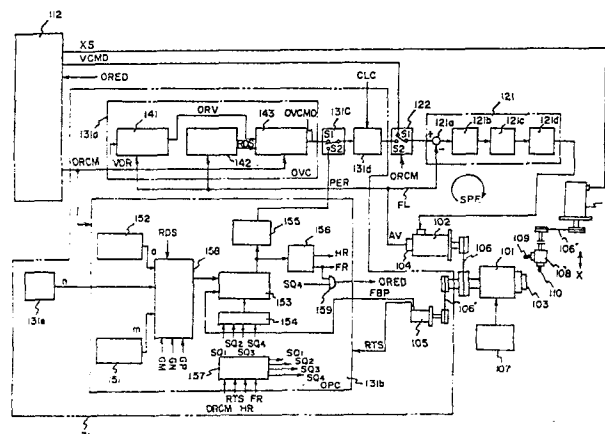 112
XS
VCMD
ORED
CLC
131a 141 ORV 143 OVCMD 131C 122 121
S1 S2 S1 S2 + - 121a 121b 121c 121d
VDR RDS 142 131d
ORCM OVC ORCM
PER FL SPF
152 RDS 155 AV 102 106"
158 156 104 106 109 108 X
a HR 101
FR 110
131e n 153 SQ4 159 ORED 103
154 FBP 106'
m SQ1 SQ2 SQ3 SQ4 105
151 GM GN GP SQ1 RTS 107
157 SQ2
SQ3
SQ4
RTS FR OPC 131b
ORCM HR